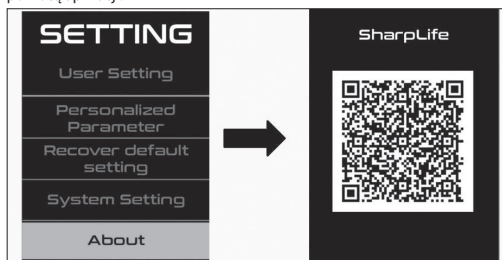 SETTING
User Setting
Personalized
Parameter
Recover default
setting
System Setting
About
SharpLife